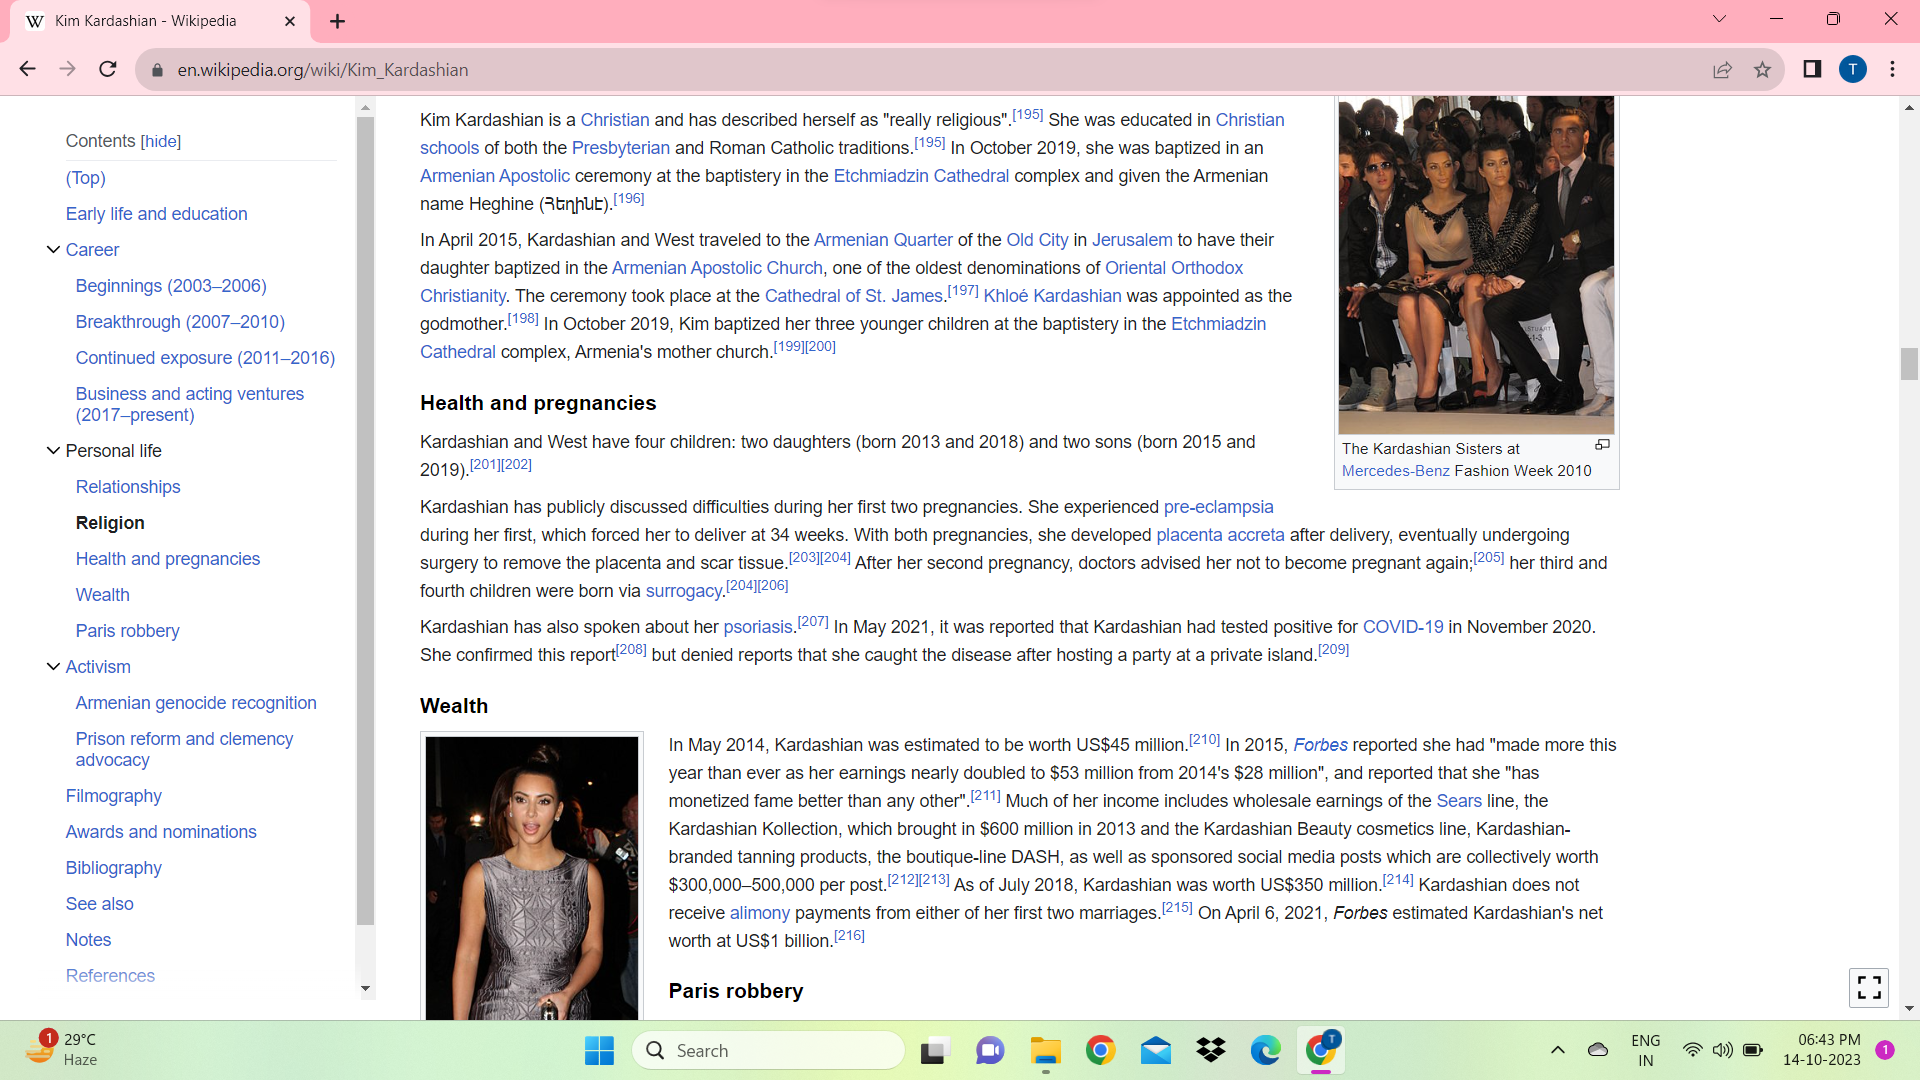 Kim Kardashian - Wikipedia
en.wikipedia.org/wiki/Kim_Kardashian
T
Contents [hide]
(Top)
Early life and education
Career
Beginnings (2003–2006)
Breakthrough (2007–2010)
Continued exposure (2011–2016)
Business and acting ventures
(2017–present)
Personal life
Relationships
Religion
Health and pregnancies
Wealth
Paris robbery
Activism
Armenian genocide recognition
Prison reform and clemency
advocacy
Filmography
Awards and nominations
Bibliography
See also
Notes
References
Kim Kardashian is a Christian and has described herself as "really religious".[195] She was educated in Christian
schools of both the Presbyterian and Roman Catholic traditions.[195] In October 2019, she was baptized in an
Armenian Apostolic ceremony at the baptistery in the Etchmiadzin Cathedral complex and given the Armenian
name Heghine (Հեղինէ).[196]
In April 2015, Kardashian and West traveled to the Armenian Quarter of the Old City in Jerusalem to have their
daughter baptized in the Armenian Apostolic Church, one of the oldest denominations of Oriental Orthodox
Christianity. The ceremony took place at the Cathedral of St. James.[197] Khloé Kardashian was appointed as the
godmother.[198] In October 2019, Kim baptized her three younger children at the baptistery in the Etchmiadzin
Cathedral complex, Armenia's mother church.[199][200]
The Kardashian Sisters at
Mercedes-Benz Fashion Week 2010
Health and pregnancies
Kardashian and West have four children: two daughters (born 2013 and 2018) and two sons (born 2015 and
2019).[201][202]
Kardashian has publicly discussed difficulties during her first two pregnancies. She experienced pre-eclampsia
during her first, which forced her to deliver at 34 weeks. With both pregnancies, she developed placenta accreta after delivery, eventually undergoing
surgery to remove the placenta and scar tissue.[203][204] After her second pregnancy, doctors advised her not to become pregnant again;[205] her third and
fourth children were born via surrogacy.[204][206]
Kardashian has also spoken about her psoriasis.[207] In May 2021, it was reported that Kardashian had tested positive for COVID-19 in November 2020.
She confirmed this report[208] but denied reports that she caught the disease after hosting a party at a private island.[209]
Wealth
In May 2014, Kardashian was estimated to be worth US$45 million.[210] In 2015, Forbes reported she had "made more this
year than ever as her earnings nearly doubled to $53 million from 2014's $28 million", and reported that she "has
monetized fame better than any other".[211] Much of her income includes wholesale earnings of the Sears line, the
Kardashian Kollection, which brought in $600 million in 2013 and the Kardashian Beauty cosmetics line, Kardashian-
branded tanning products, the boutique-line DASH, as well as sponsored social media posts which are collectively worth
$300,000–500,000 per post.[212][213] As of July 2018, Kardashian was worth US$350 million.[214] Kardashian does not
receive alimony payments from either of her first two marriages.[215] On April 6, 2021, Forbes estimated Kardashian's net
worth at US$1 billion.[216]
Paris robbery
1
29°C
Haze
Search
T
ENG
IN
06:43 PM
14-10-2023
1